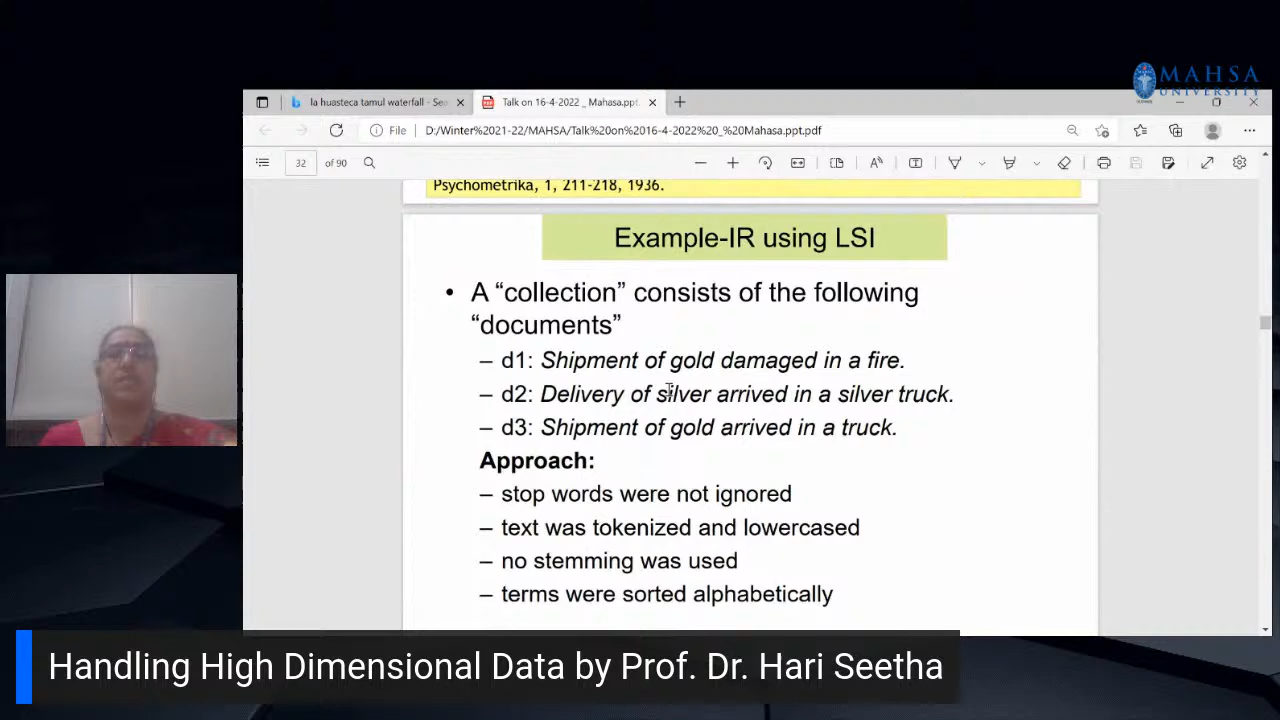 MAHSA
UNIVERSITY
la huasteca tamul waterfall - Sea
Talk on 16-4-2022 _ Mahasa.ppt.
File
D:/Winter%2021-22/MAHSA/Talk%20on%2016-4-2022%20_%20Mahasa.ppt.pdf
32 of 90
Psychometrika, 1, 211-218, 1936.
Example-IR using LSI
• A “collection” consists of the following
“documents”
– d1: Shipment of gold damaged in a fire.
– d2: Delivery of silver arrived in a silver truck.
– d3: Shipment of gold arrived in a truck.
Approach:
– stop words were not ignored
– text was tokenized and lowercased
– no stemming was used
– terms were sorted alphabetically
Handling High Dimensional Data by Prof. Dr. Hari Seetha